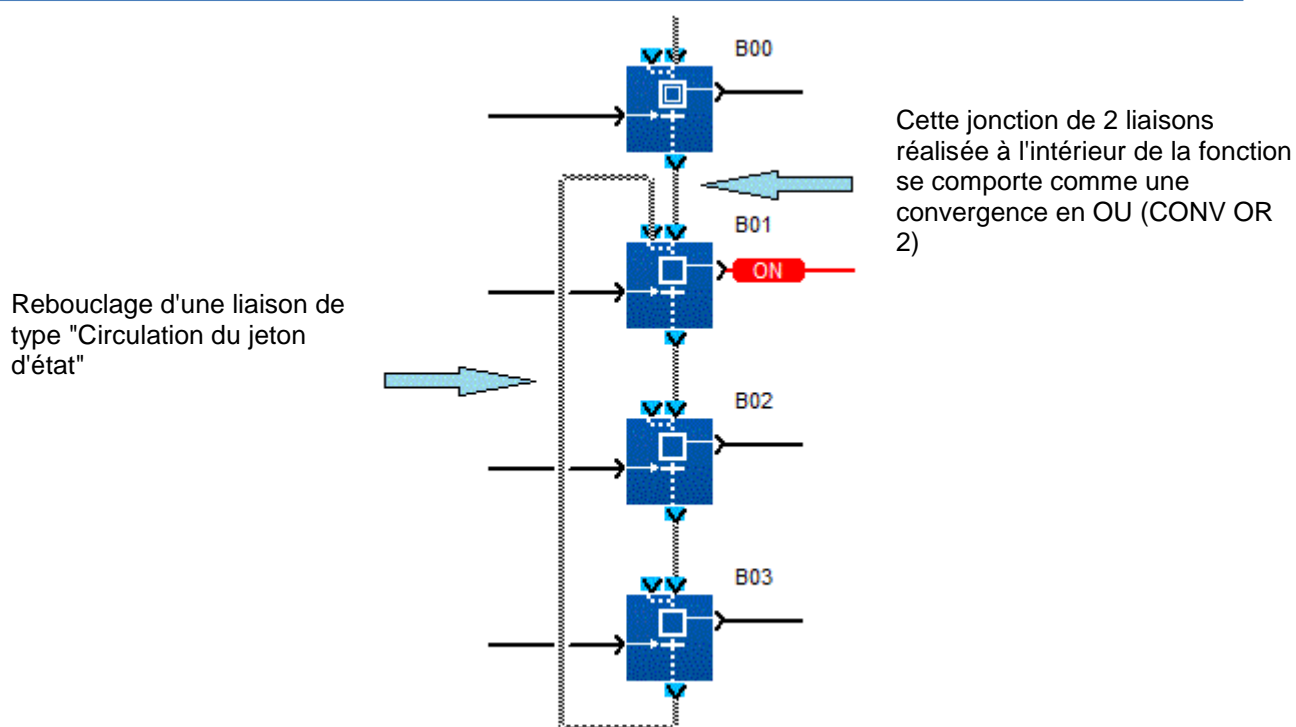 B00
Cette jonction de 2 liaisons
réalisée à l'intérieur de la fonction
se comporte comme une
convergence en OU (CONV OR
2)
B01
ON
Rebouclage d'une liaison de
type "Circulation du jeton
d'état"
B02
B03